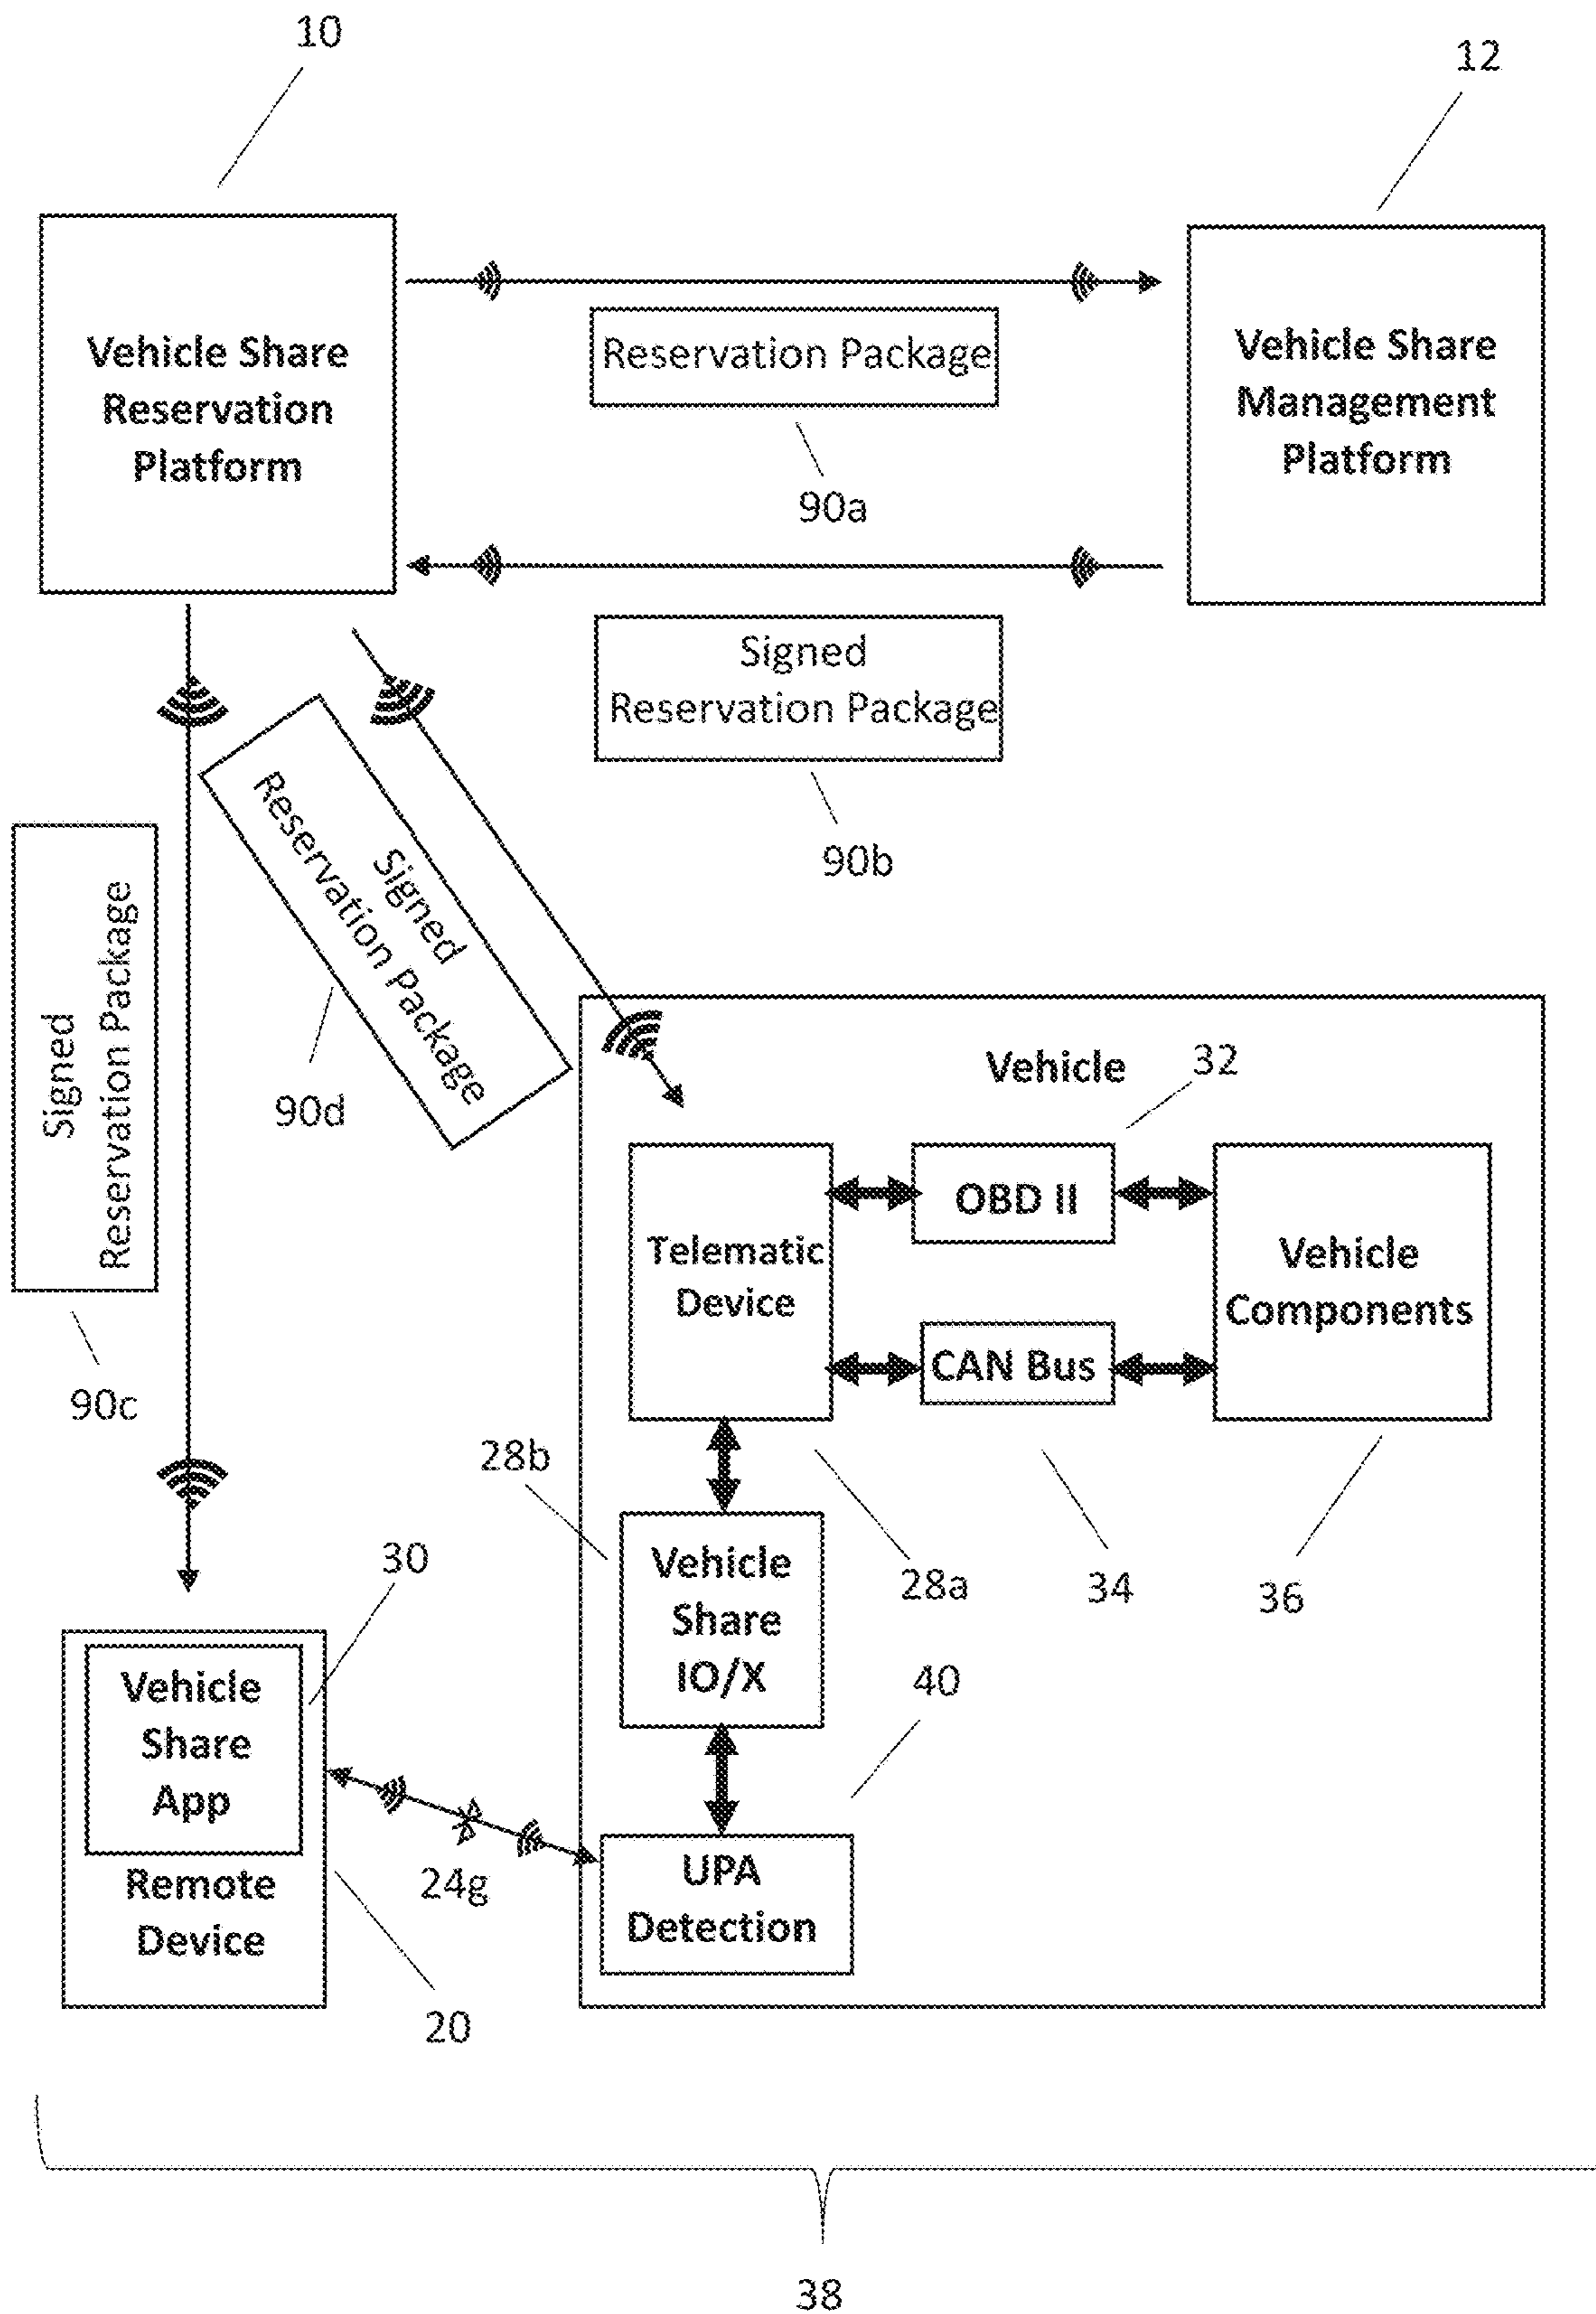 10
12
Vehicle Share
Reservation
Platform
Reservation Package
90a
Vehicle Share
Management
Platform
Signed
Reservation Package
90b
Signed
Reservation Package
90c
Signed
Reservation Package
90d
Vehicle
32
Telematic
Device
OBD II
CAN Bus
Vehicle
Components
28b
28a
34
36
Vehicle
Share
IO/X
40
30
Vehicle
Share
App
Remote
Device
24g
UPA
Detection
20
38